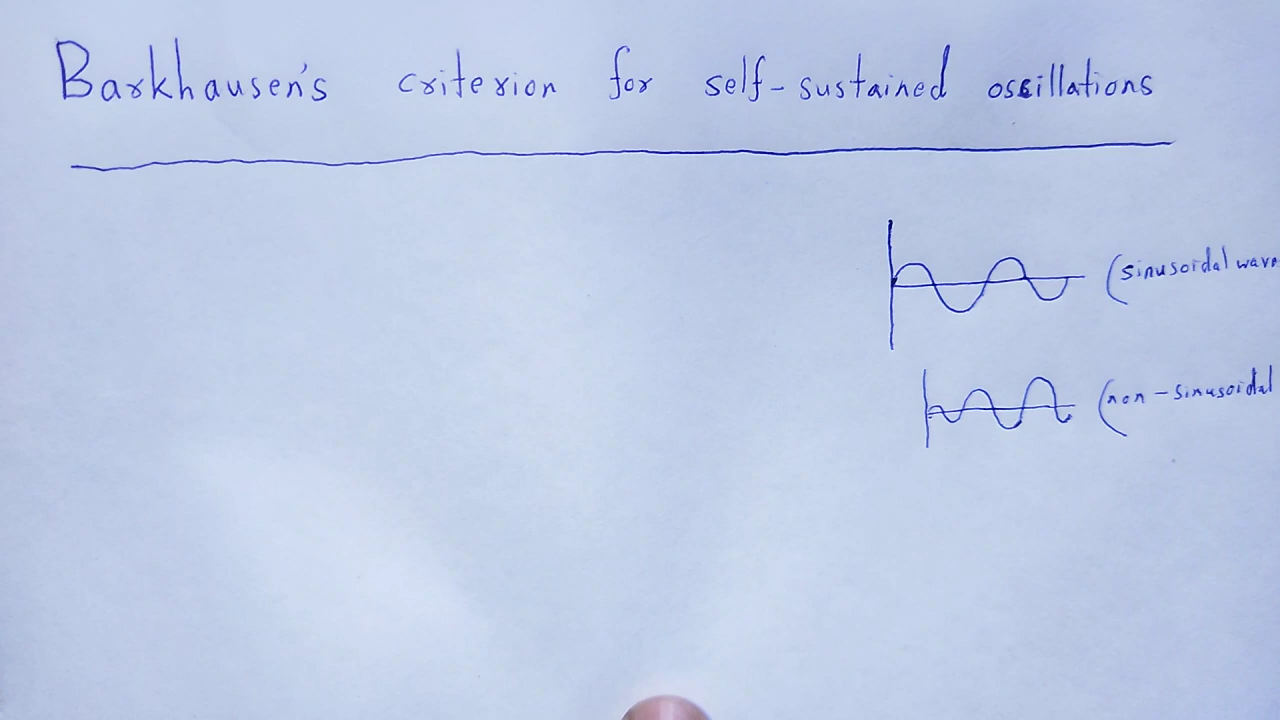 Barkhausen's criterion for self-sustained oscillations
(sinusoidal wave
(non-sinusoidal